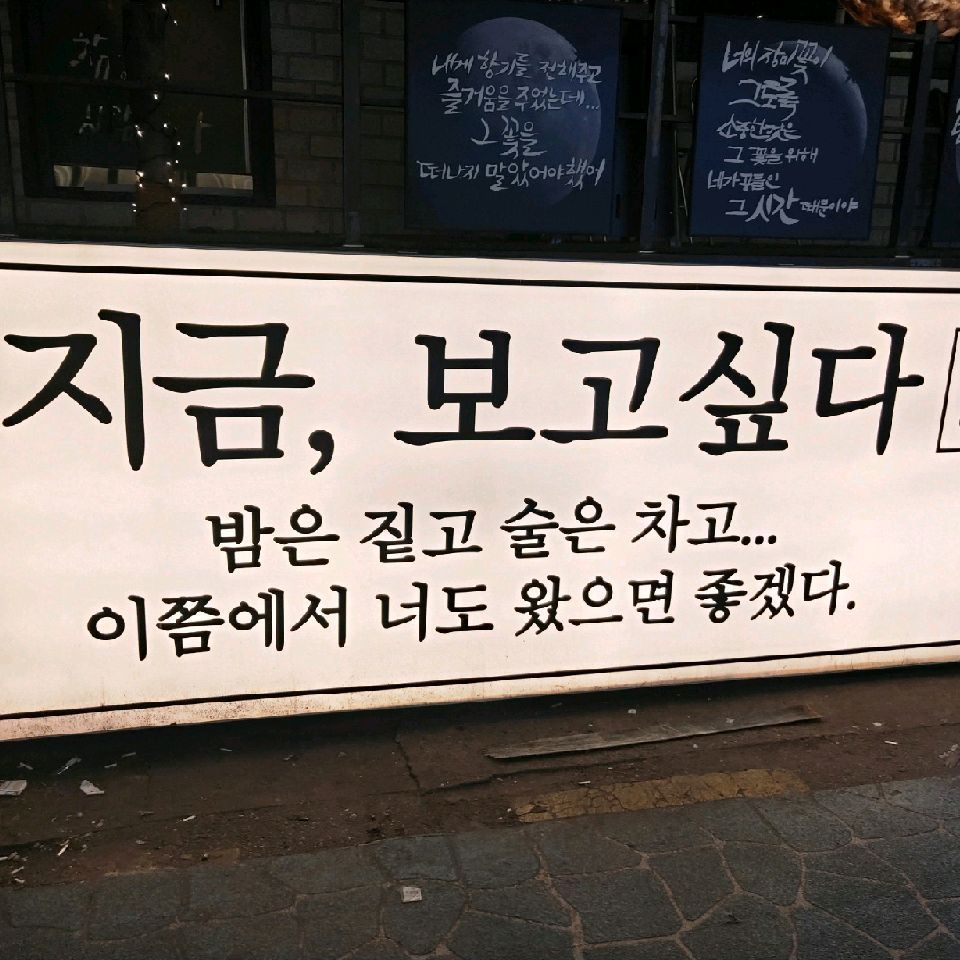 내게 향기를 전해주고
즐거움을 주었는데...
그 꽃을
떠나지 말았어야 했어
너의 장미꽃이
그토록
소중한 것은
그 꽃을 위해
네가 공들인
그 시간 때문이야
지금, 보고싶다
밤은 짙고 술은 차고...
이쯤에서 너도 왔으면 좋겠다.